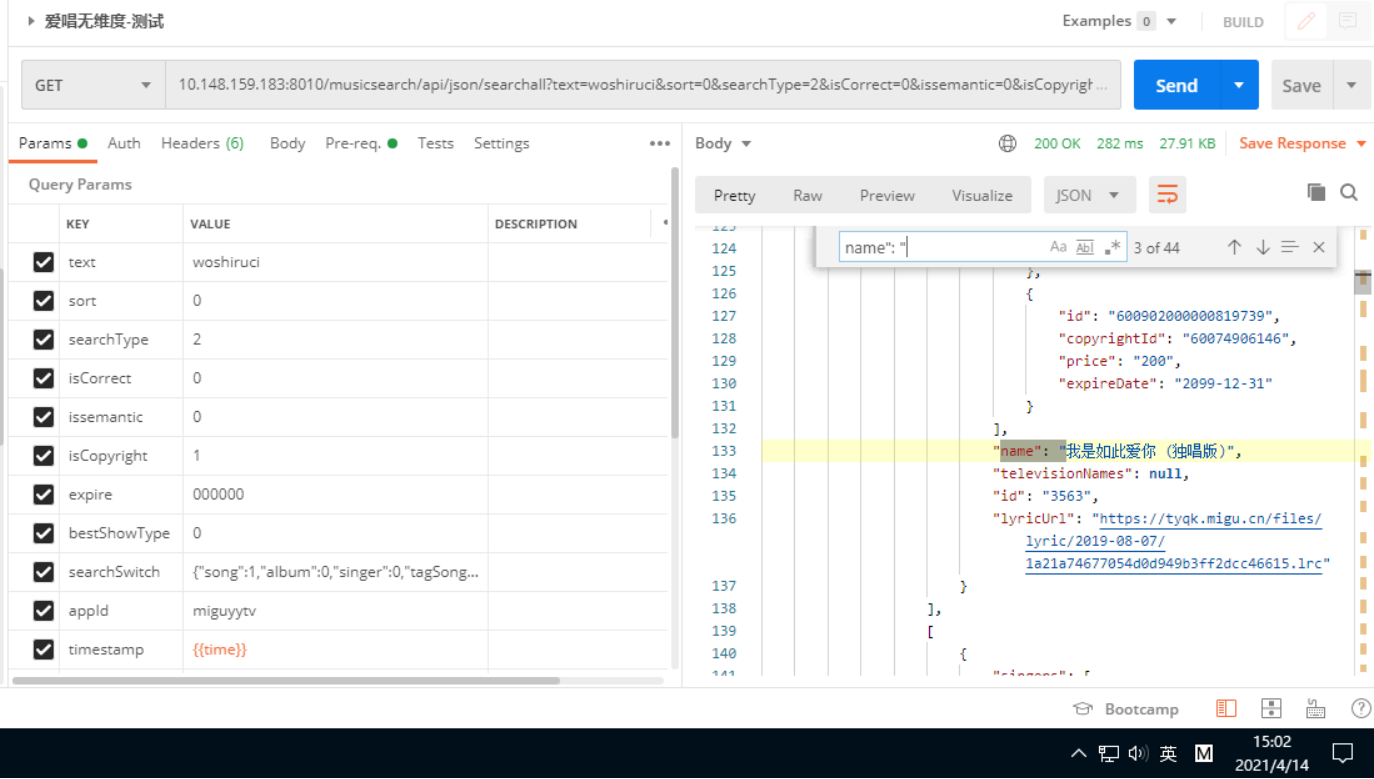 爱唱无维度-测试
Examples 0
BUILD
GET
10.148.159.183:8010/musicsearch/api/json/searchall?text=woshiruci&sort=0&searchType=2&isCorrect=0&issemantic=0&isCopyrig ...
Send
Save
Params
Auth
Headers (6)
Body
Pre-req.
Tests
Settings
Query Params
KEY VALUE DESCRIPTION
text woshiruci
sort 0
searchType 2
isCorrect 0
issemantic 0
isCopyright 1
expire 000000
bestShowType 0
searchSwitch {"song":1,"album":0,"singer":0,"tagSong...
appId miguyytv
timestamp {{time}}
Body
200 OK 282 ms 27.91 KB Save Response
Pretty Raw Preview Visualize JSON
name": " Aa Abl .* 3 of 44
123
124
125 },
126 {
127 "id": "600902000000819739",
128 "copyrightId": "60074906146",
129 "price": "200",
130 "expireDate": "2099-12-31"
131 }
132 ],
133 "name": "我是如此爱你 (独唱版)",
134 "televisionNames": null,
135 "id": "3563",
136 "lyricUrl": "https://tyqk.migu.cn/files/
lyric/2019-08-07/
1a21a74677054d0d949b3ff2dcc46615.lrc"
137 }
138 ],
139 [
140 {
141 "singers": [
Bootcamp
英 M
15:02
2021/4/14